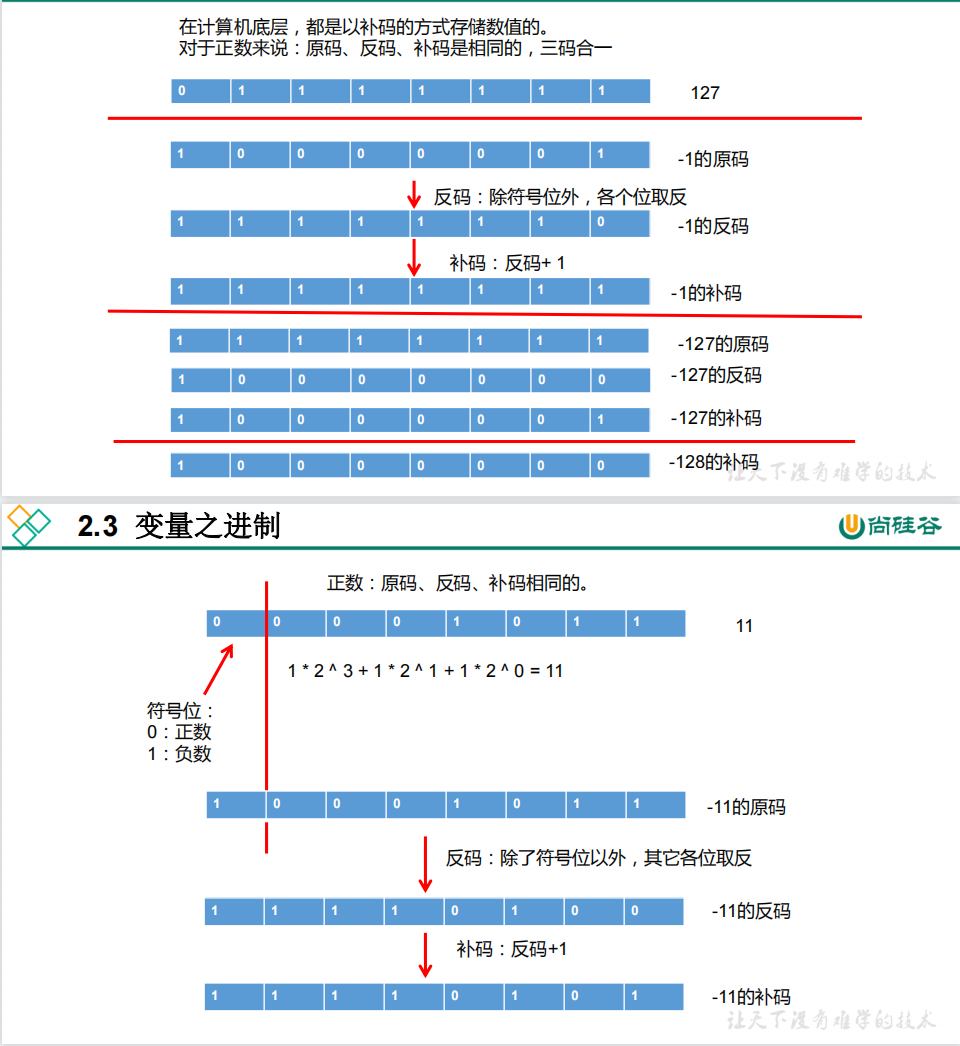 在计算机底层，都是以补码的方式存储数值的。
对于正数来说：原码、反码、补码是相同的，三码合一
0 1 1 1 1 1 1 1 127
1 0 0 0 0 0 0 1 -1的原码
反码：除符号位外，各个位取反
1 1 1 1 1 1 1 0 -1的反码
补码：反码+ 1
1 1 1 1 1 1 1 1 -1的补码
1 1 1 1 1 1 1 1 -127的原码
1 0 0 0 0 0 0 0 -127的反码
1 0 0 0 0 0 0 1 -127的补码
1 0 0 0 0 0 0 0 -128的补码
让天下没有难学的技术
2.3 变量之进制 尚硅谷
正数：原码、反码、补码相同的。
0 0 0 0 1 0 1 1 11
1 * 2 ^ 3 + 1 * 2 ^ 1 + 1 * 2 ^ 0 = 11
符号位：
0：正数
1：负数
1 0 0 0 1 0 1 1 -11的原码
反码：除了符号位以外，其它各位取反
1 1 1 1 0 1 0 0 -11的反码
补码：反码+1
1 1 1 1 0 1 0 1 -11的补码
让天下没有难学的技术